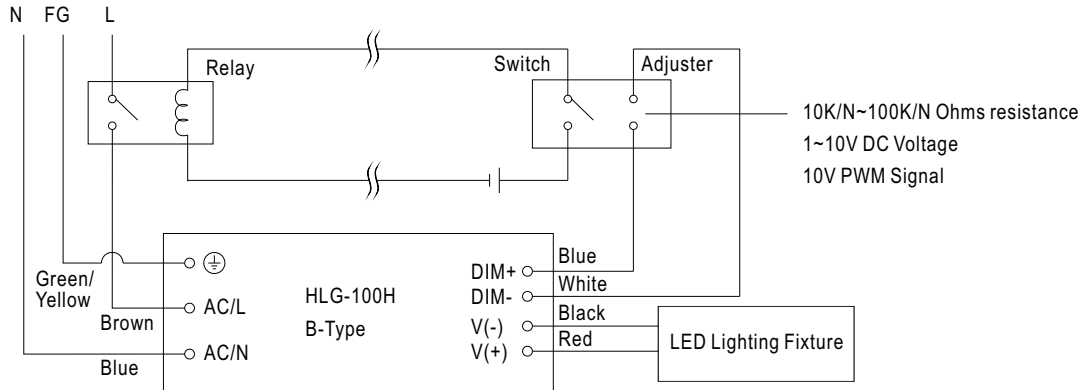 N FG L
Relay
Switch
Adjuster
10K/N~100K/N Ohms resistance
1~10V DC Voltage
10V PWM Signal
Green/
Yellow
Brown
Blue
AC/L
AC/N
HLG-100H
B-Type
DIM+
DIM-
V(-)
V(+)
Blue
White
Black
Red
LED Lighting Fixture